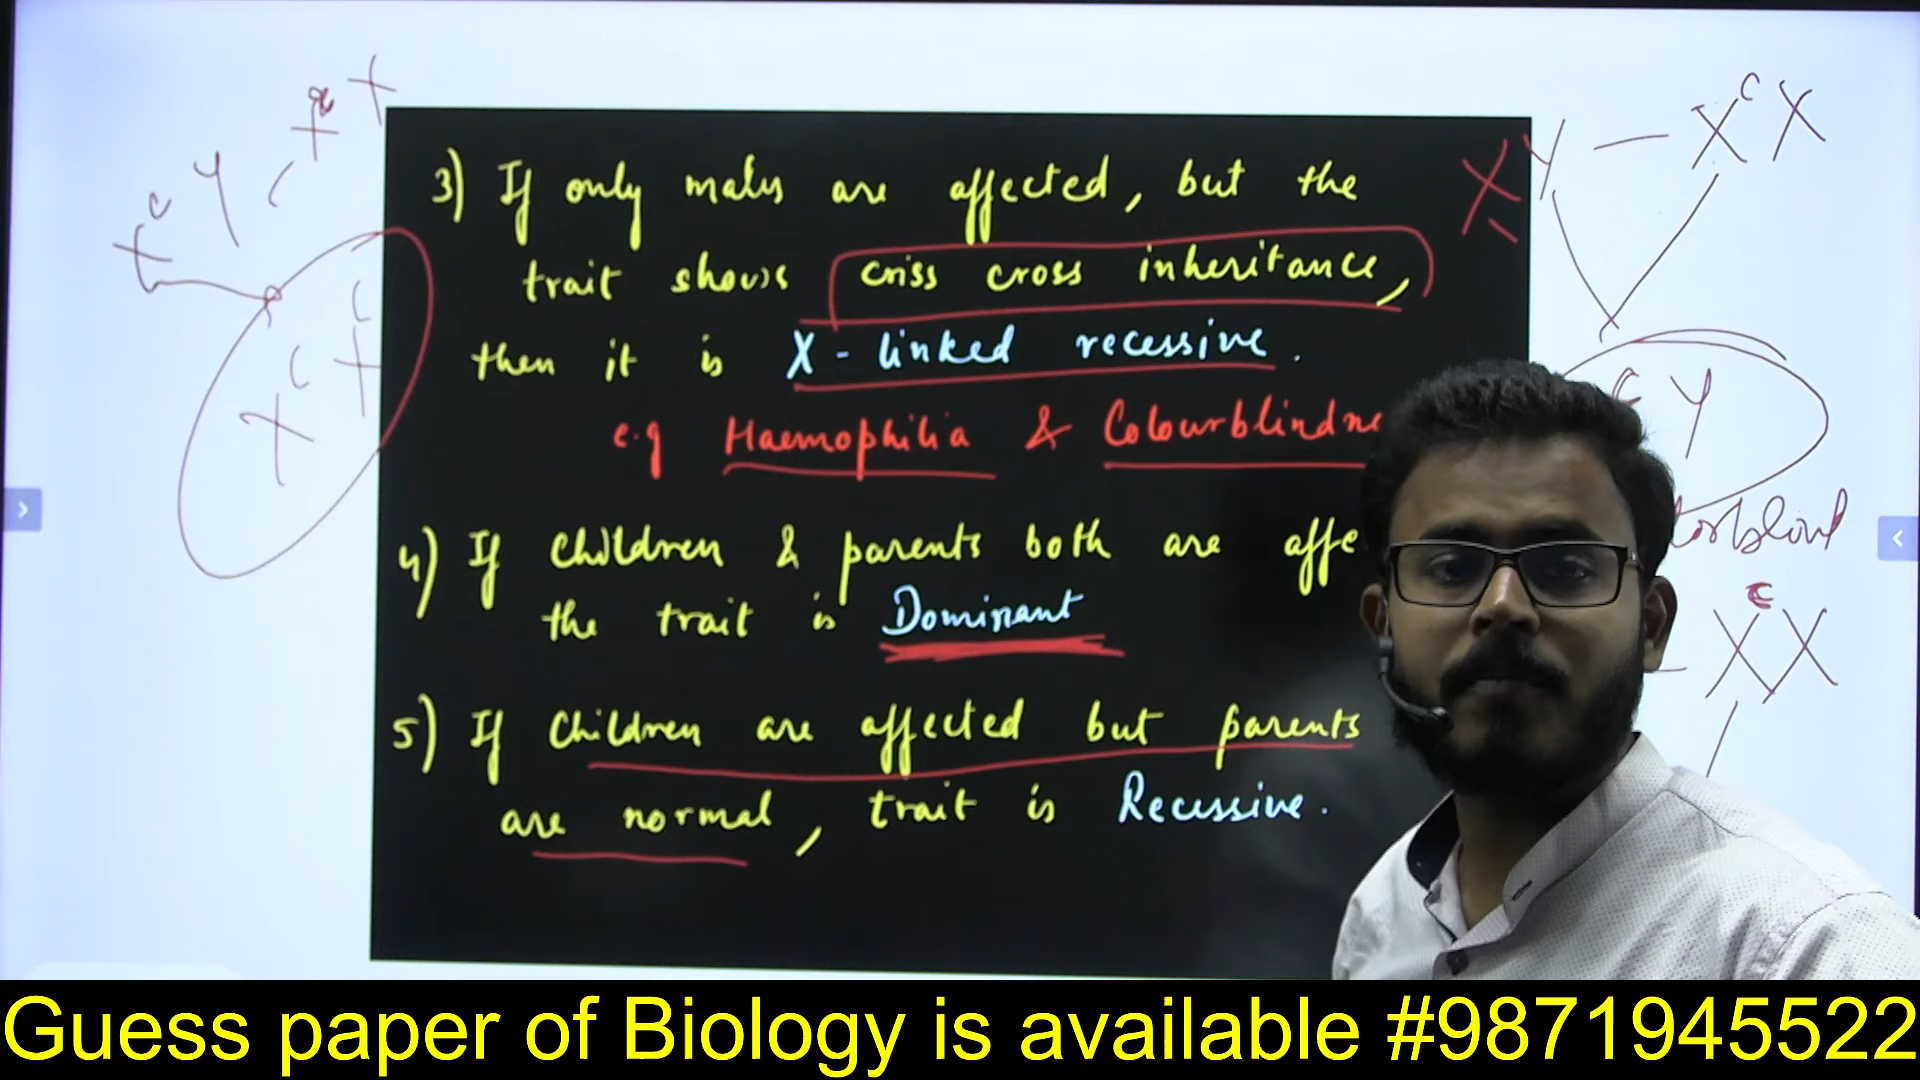 3) If only males are affected, but the
trait shows criss cross inheritance,
then it is X - linked recessive.
e.g Haemophilia & Colourblindne
4) If Children & parents both are affe
the trait is Dominant
5) If Children are affected but parents
are normal, trait is Recessive.
X^c Y
X X
X^c X^c
XY — X^c X
c Y
X^c X
Guess paper of Biology is available #9871945522